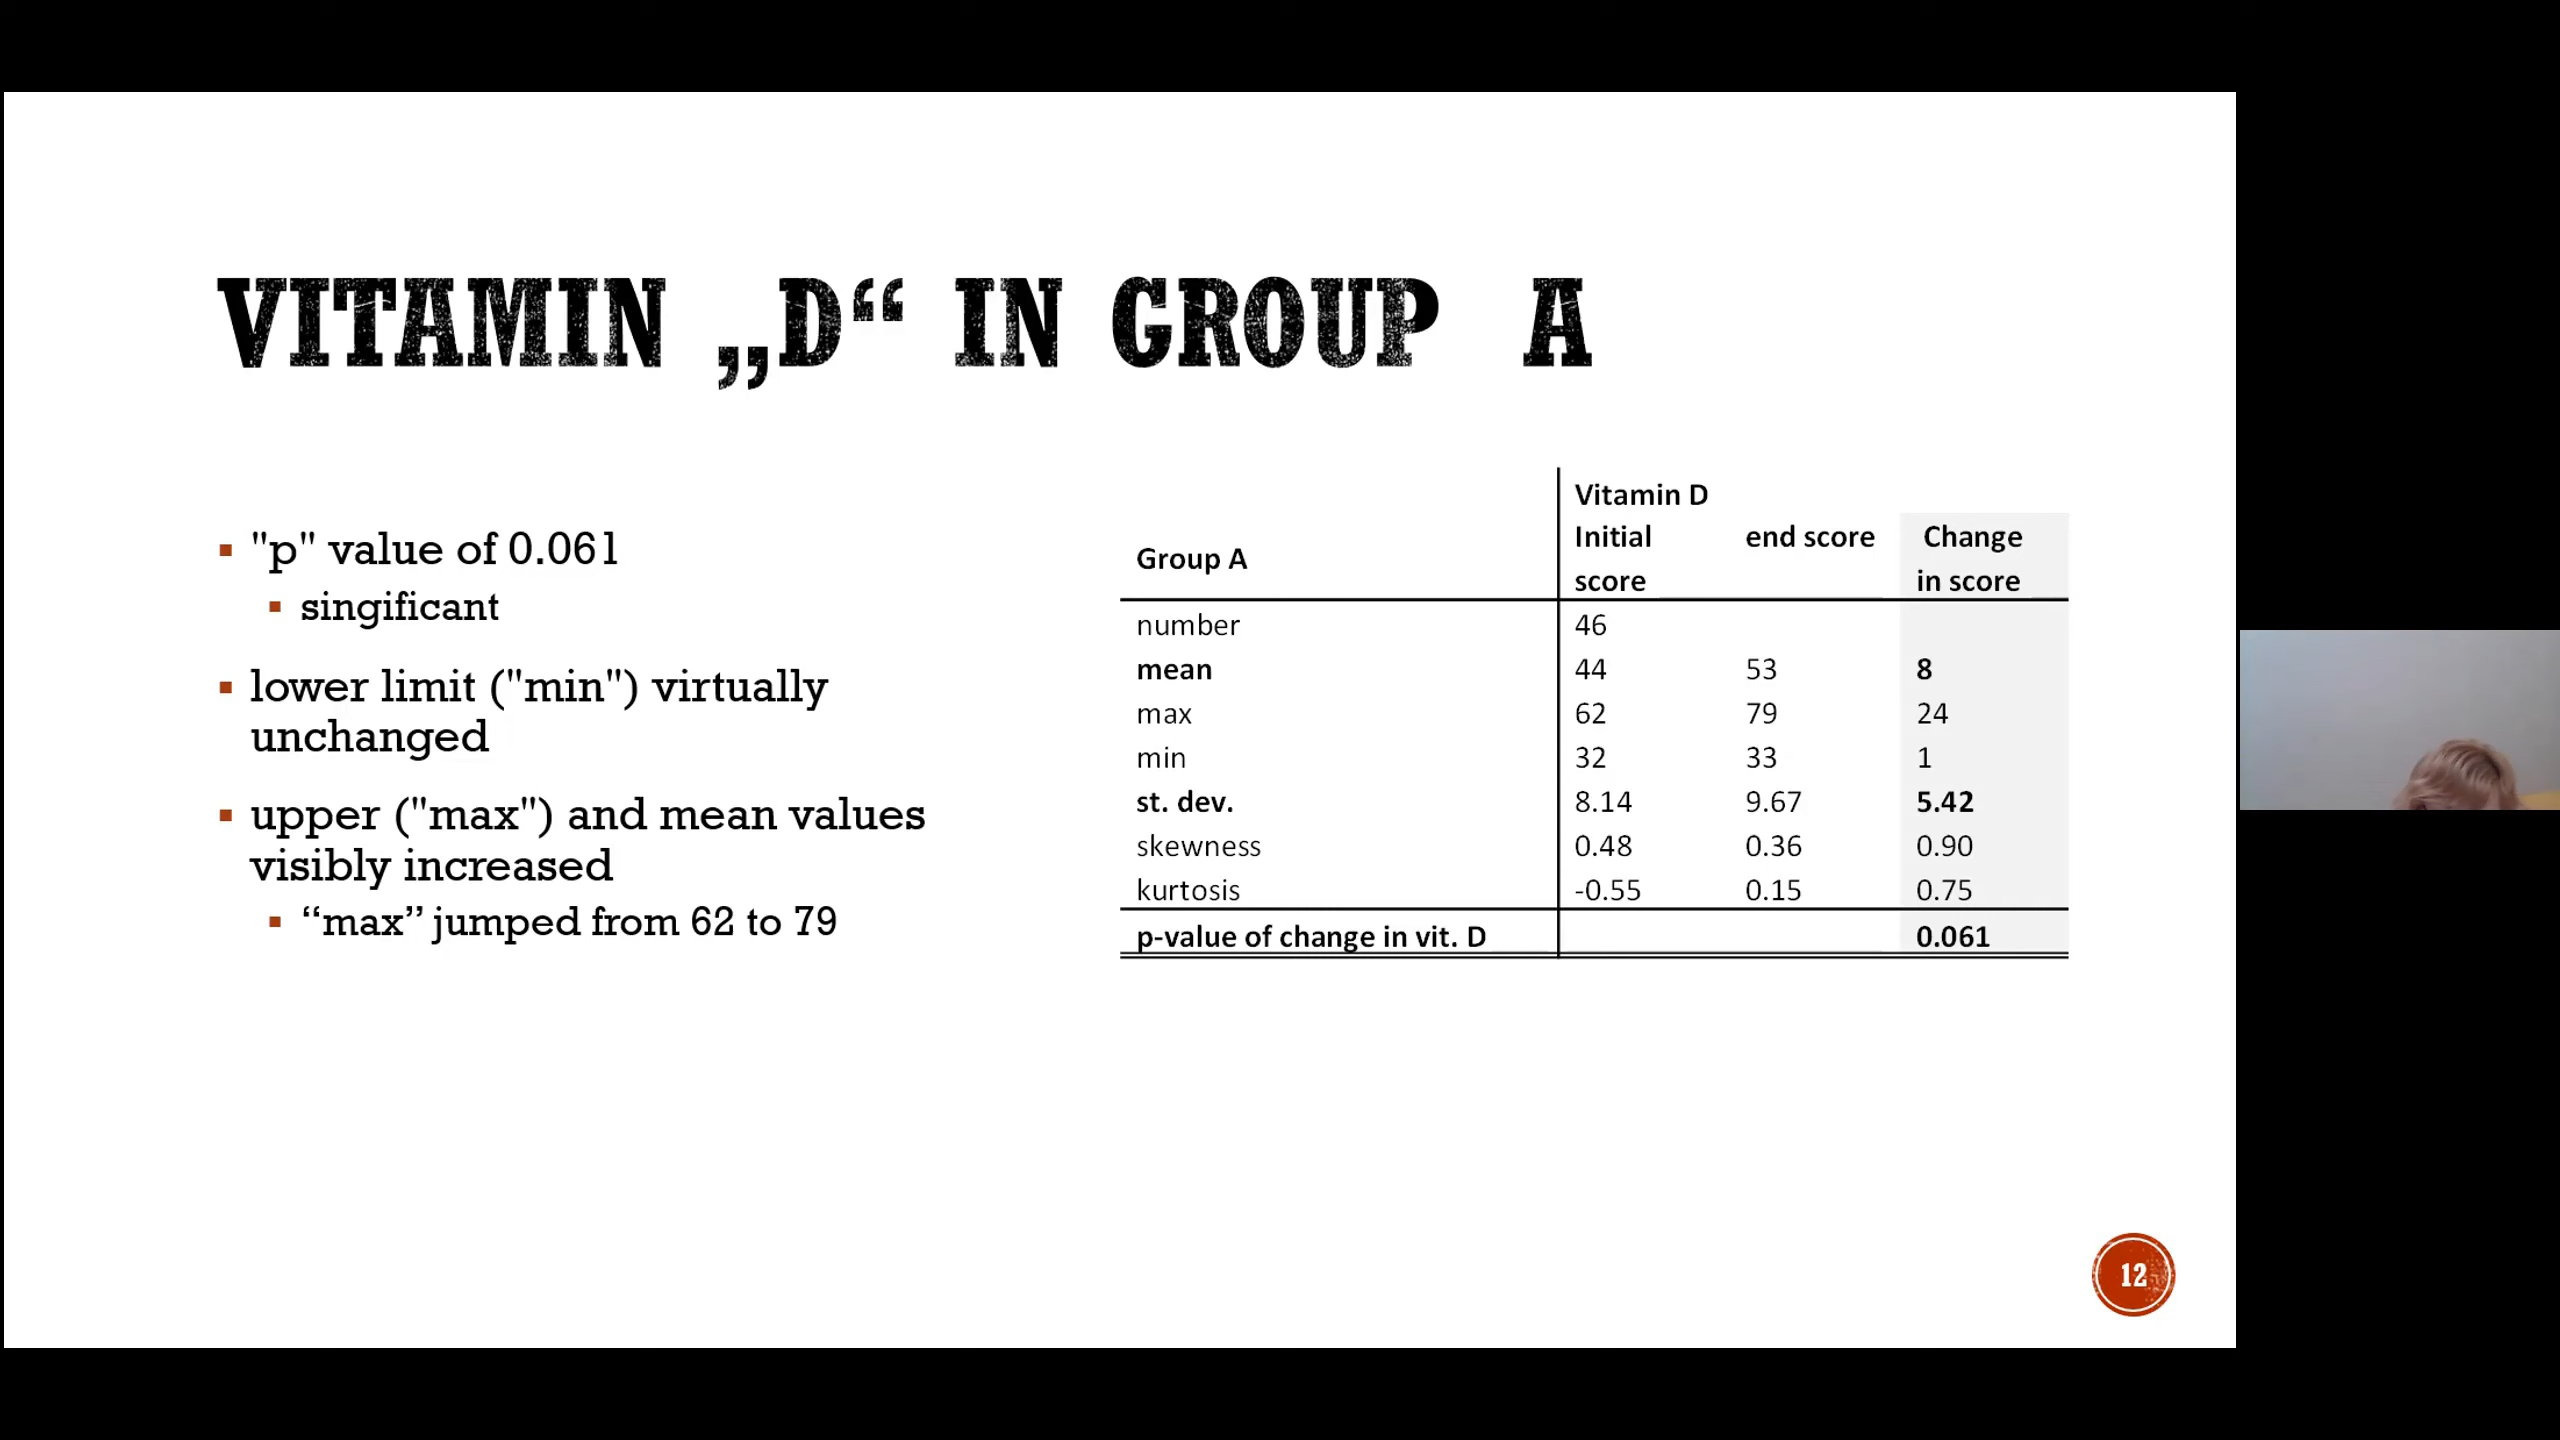 VITAMIN „D“ IN GROUP A
"p" value of 0.061
singificant
lower limit ("min") virtually
unchanged
upper ("max") and mean values
visibly increased
“max” jumped from 62 to 79
Vitamin D
Group A Initial score end score Change in score
number 46
mean 44 53 8
max 62 79 24
min 32 33 1
st. dev. 8.14 9.67 5.42
skewness 0.48 0.36 0.90
kurtosis -0.55 0.15 0.75
p-value of change in vit. D 0.061
12